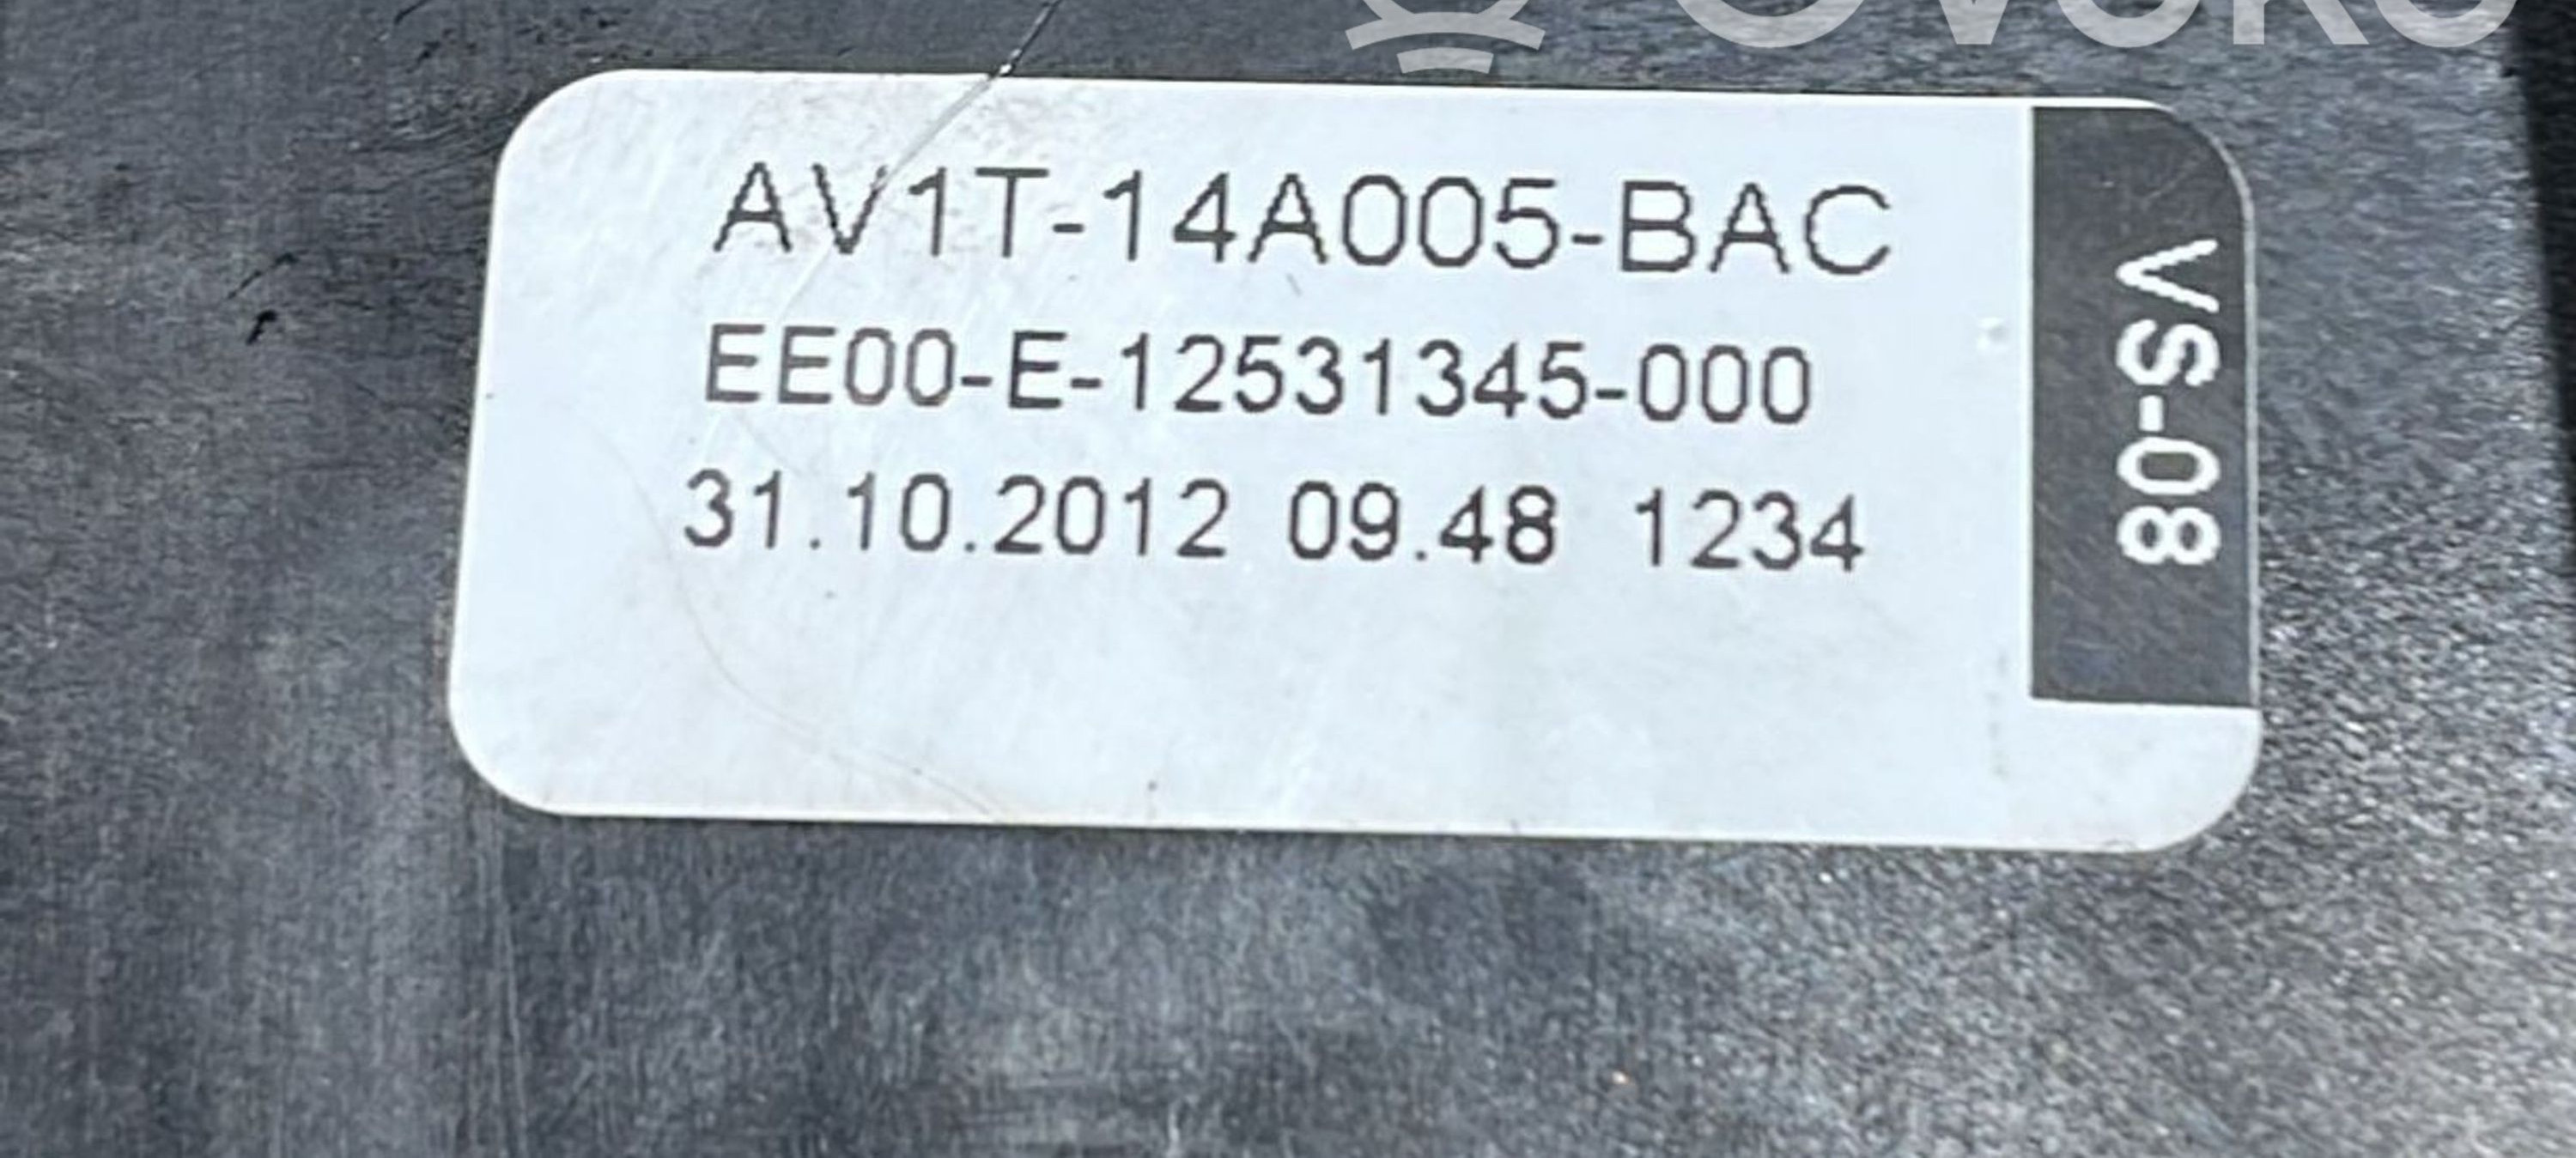 AV1T-14A005-BAC
EE00-E-12531345-000
31.10.2012 09.48 1234
VS-08